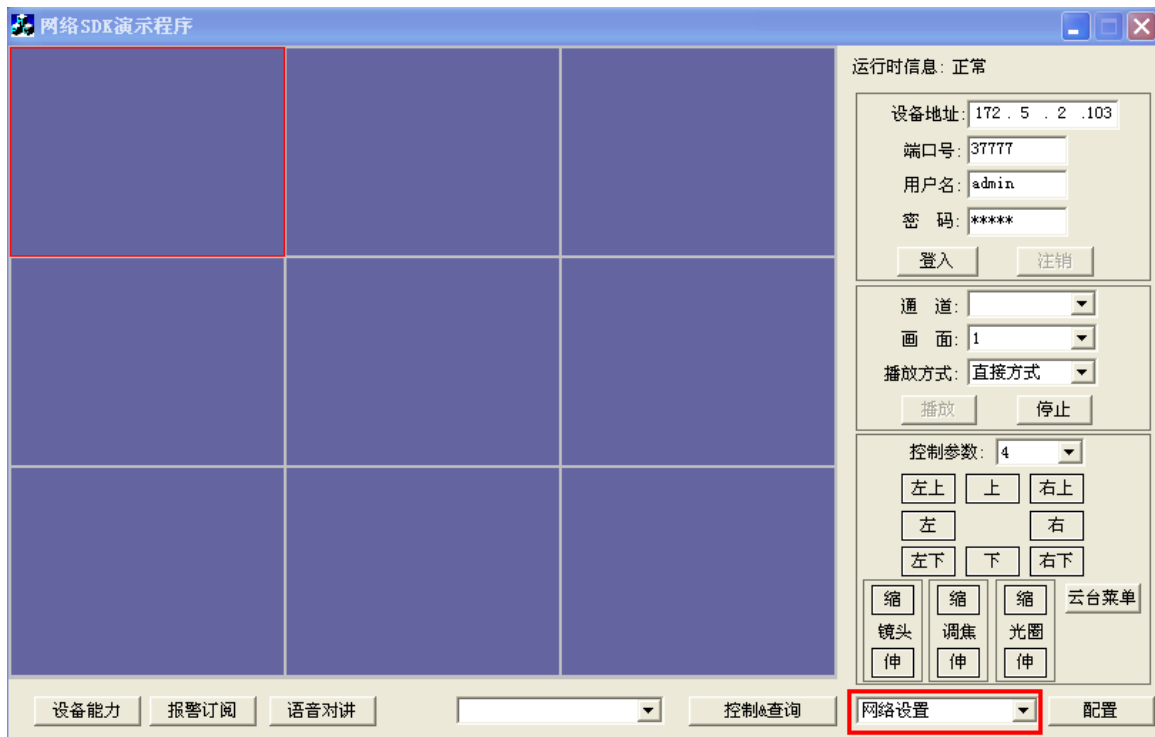 网络SDK演示程序
运行时信息: 正常
设备地址: 172 . 5 . 2 .103
端口号: 37777
用户名: admin
密 码: *****
登入 注销
通 道:
画 面: 1
播放方式: 直接方式
播放 停止
控制参数: 4
左上 上 右上
左 右
左下 下 右下
缩 缩 缩 云台菜单
镜头 调焦 光圈
伸 伸 伸
设备能力 报警订阅 语音对讲 控制&查询 网络设置 配置